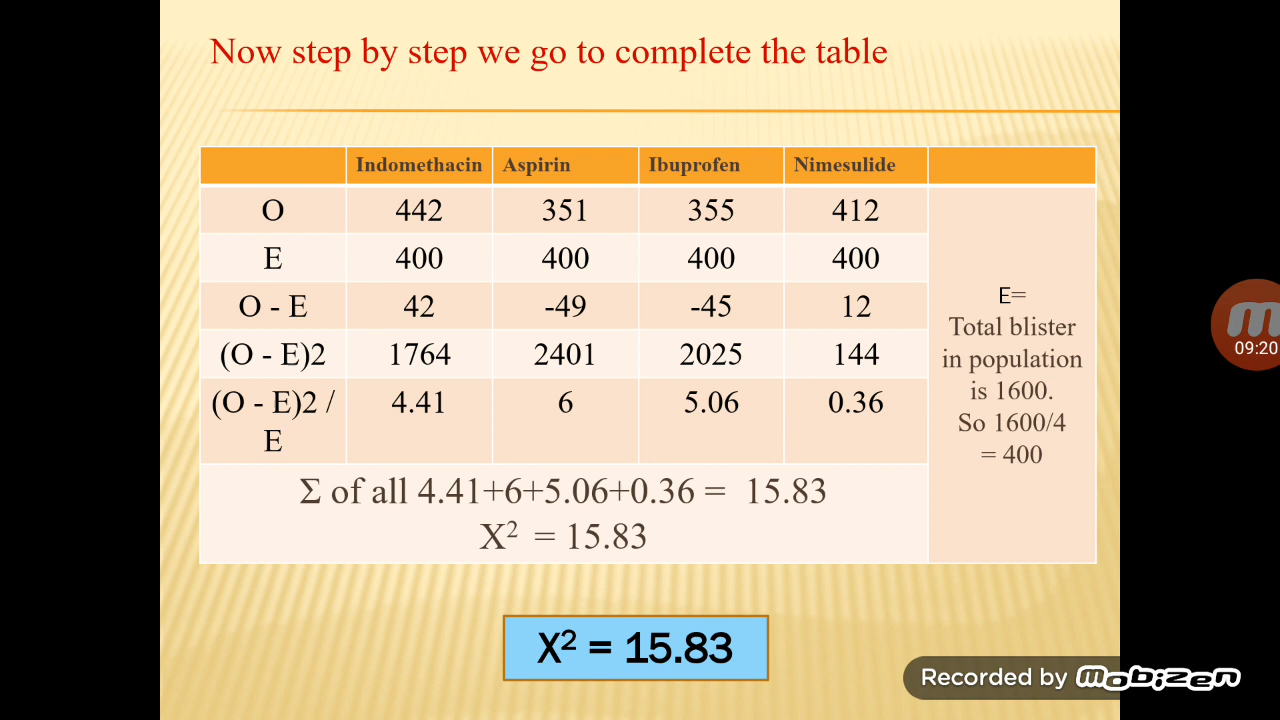 Now step by step we go to complete the table
Indomethacin Aspirin Ibuprofen Nimesulide
O 442 351 355 412
E 400 400 400 400
O - E 42 -49 -45 12
(O - E)2 1764 2401 2025 144
(O - E)2 / 4.41 6 5.06 0.36
E
E=
Total blister
in population
is 1600.
So 1600/4
= 400
Σ of all 4.41+6+5.06+0.36 = 15.83
X² = 15.83
X² = 15.83
09:20
Recorded by mobizen